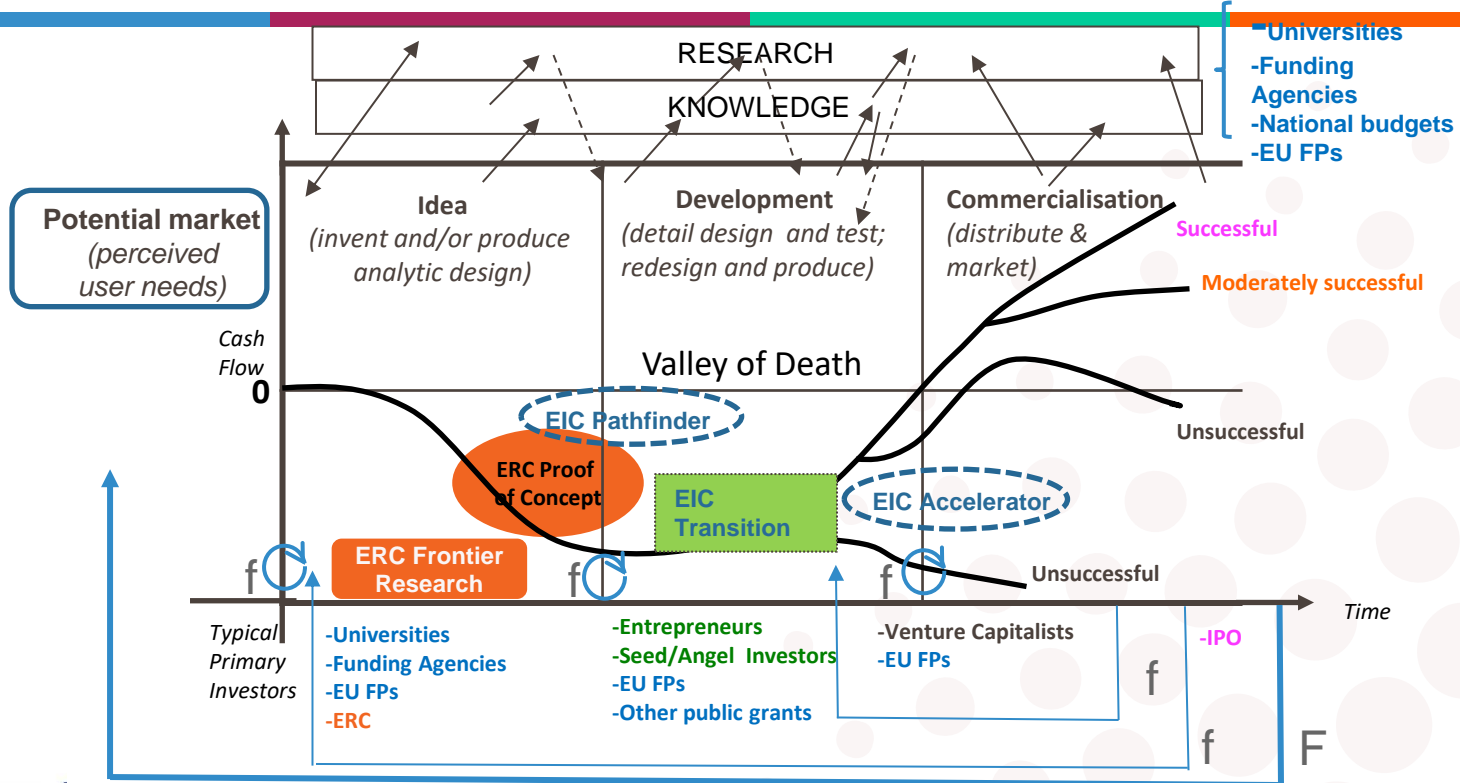 RESEARCH
KNOWLEDGE
-Universities
-Funding
Agencies
-National budgets
-EU FPs
Potential market
(perceived
user needs)
Idea
(invent and/or produce
analytic design)
Development
(detail design and test;
redesign and produce)
Commercialisation
(distribute &
market)
Successful
Moderately successful
Cash
Flow
0
Valley of Death
EIC Pathfinder
Unsuccessful
ERC Proof
of Concept
EIC
Transition
EIC Accelerator
f
ERC Frontier
Research
f
f
Unsuccessful
Time
Typical
Primary
Investors
-Universities
-Funding Agencies
-EU FPs
-ERC
-Entrepreneurs
-Seed/Angel Investors
-EU FPs
-Other public grants
-Venture Capitalists
-EU FPs
-IPO
f
f
F